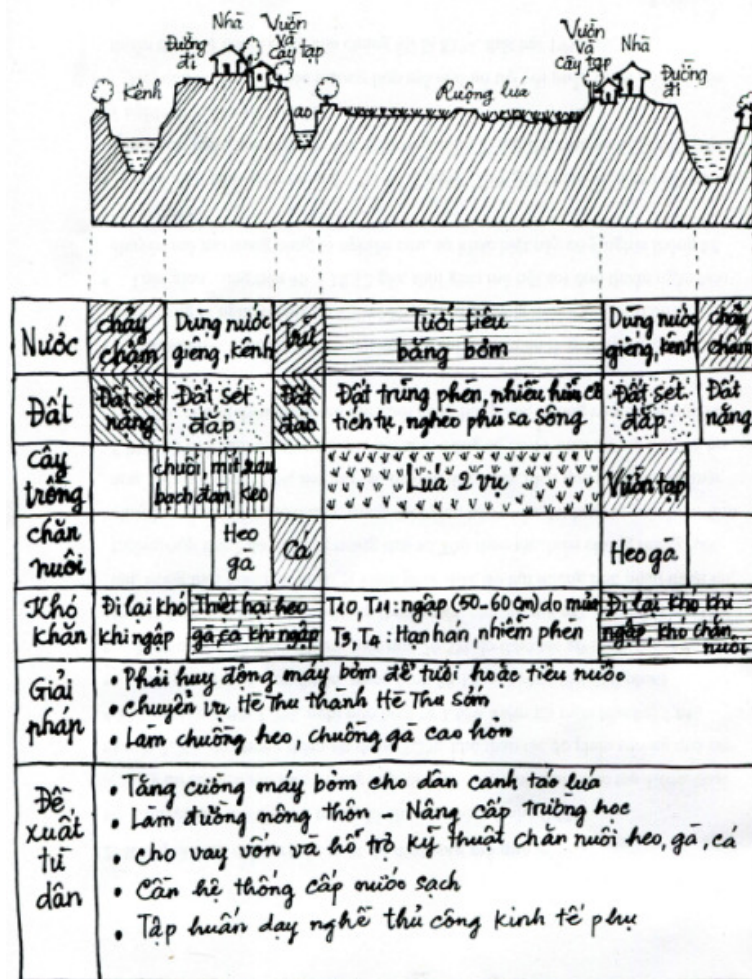 Nhà
Vườn
và
Cây tạp
Đường
đi
Kênh
ao
Ruộng lúa
Vườn
và
Cây tạp
Nhà
Đường
đi
Nước
chảy
chậm
Dùng nước
giếng, kênh
Trữ
Tưới tiêu
bằng bơm
Dùng nước
giếng, kênh
chảy
chậm
Đất
Đất sét
nặng
Đất sét
đắp
Đất
đào
Đất trũng phèn, nhiều hữu cơ
tích tụ, nghèo phù sa sông
Đất sét
đắp
Đất
nặng
cây
trồng
chuối, mít, rau
bạch đàn, keo
Lúa 2 vụ
Vườn tạp
chăn
nuôi
Heo
gà
Cá
Heo gà
Khó
khăn
Đi lại khó
khi ngập
Thiệt hại heo
gà, cá khi ngập
T10, T11: ngập (50-60 cm) do mưa
T3, T4: Hạn hán, nhiễm phèn
Đi lại khó khi
ngập, khó chăn
nuôi
Giải
pháp
• Phải huy động máy bơm để tưới hoặc tiêu nước
• Chuyển vụ Hè Thu thành Hè Thu sớm
• Làm chuồng heo, chuồng gà cao hơn
Đề
xuất
từ
dân
• Tăng cường máy bơm cho dân canh tác lúa
• Làm đường nông thôn - Nâng cấp trường học
• cho vay vốn và hỗ trợ kỹ thuật chăn nuôi heo, gà, cá
• Cần hệ thống cấp nước sạch
• Tập huấn dạy nghề thủ công kinh tế phụ